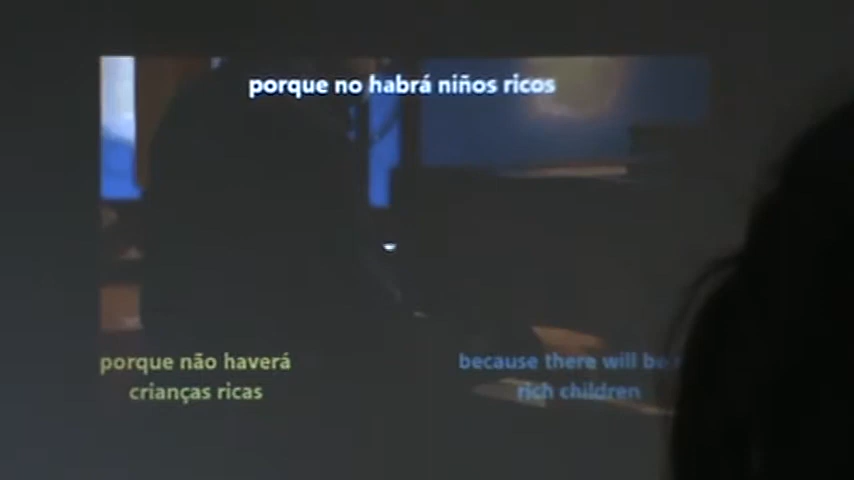 porque no habrá niños ricos
porque não haverá
crianças ricas
because there will be
rich children